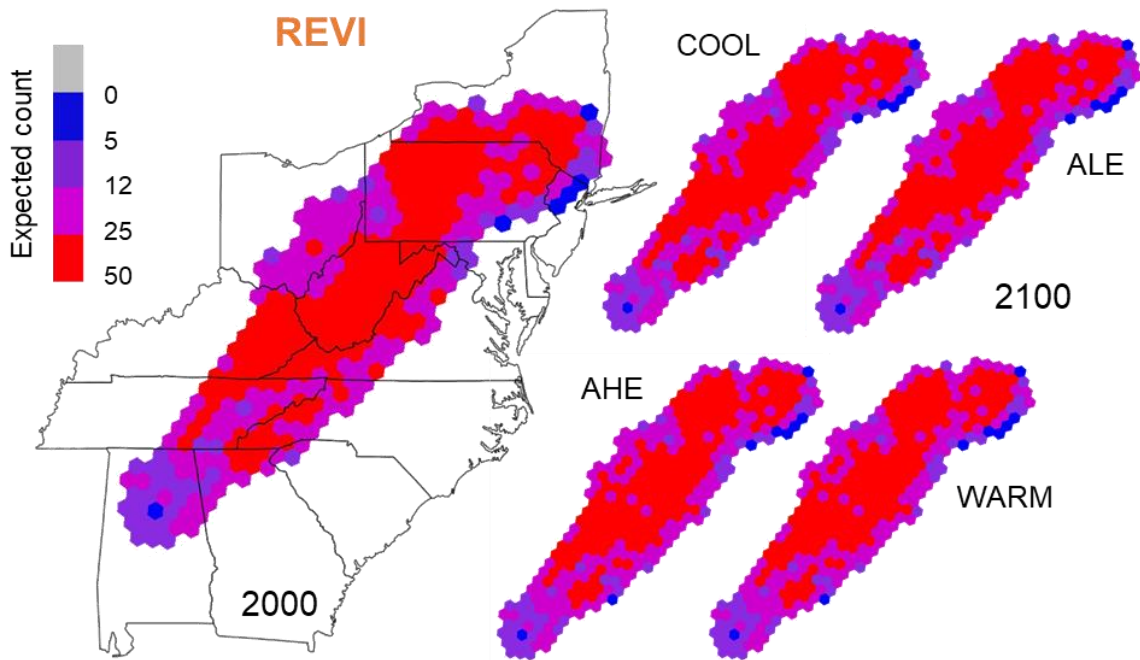 REVI
Expected count
0
5
12
25
50
2000
COOL
ALE
2100
AHE
WARM